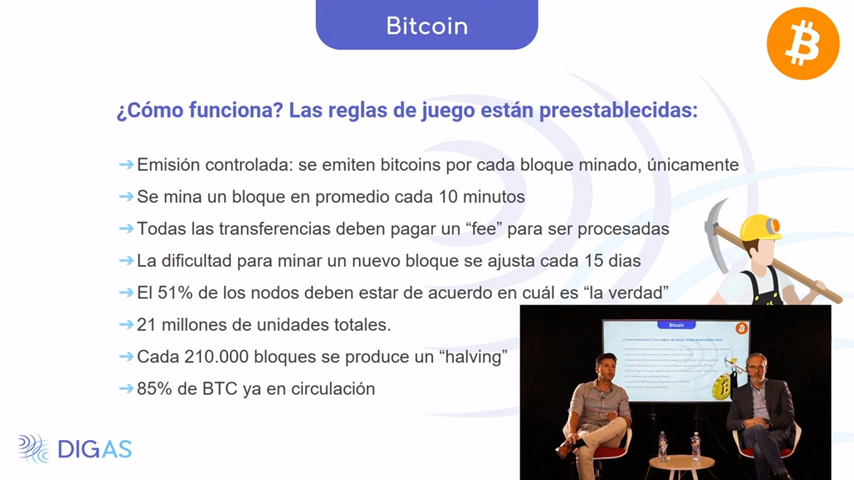 Bitcoin
¿Cómo funciona? Las reglas de juego están preestablecidas:
Emisión controlada: se emiten bitcoins por cada bloque minado, únicamente
Se mina un bloque en promedio cada 10 minutos
Todas las transferencias deben pagar un “fee” para ser procesadas
La dificultad para minar un nuevo bloque se ajusta cada 15 dias
El 51% de los nodos deben estar de acuerdo en cuál es “la verdad”
21 millones de unidades totales.
Cada 210.000 bloques se produce un “halving”
85% de BTC ya en circulación
DIGAS
Bitcoin